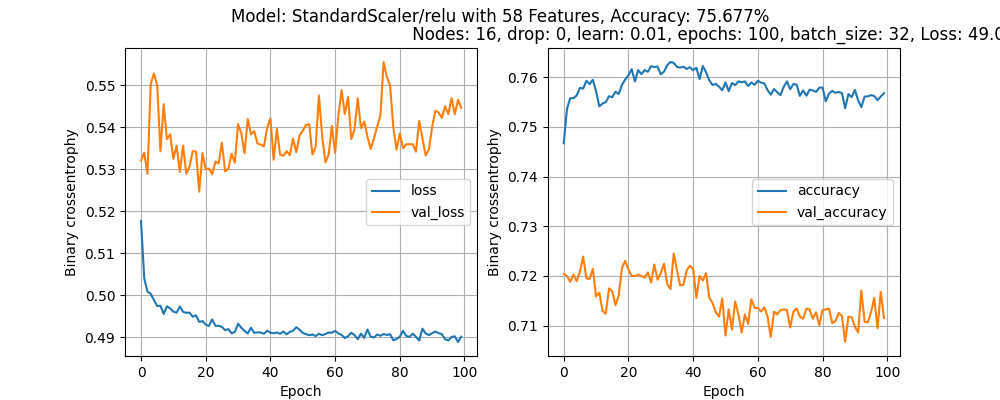 Model: StandardScaler/relu with 58 Features, Accuracy: 75.677%
Nodes: 16, drop: 0, learn: 0.01, epochs: 100, batch_size: 32, Loss: 49.0
Binary crossentrophy
0.55
0.54
0.53
0.52
0.51
0.50
0.49
loss
val_loss
0 20 40 60 80 100
Epoch
Binary crossentrophy
0.76
0.75
0.74
0.73
0.72
0.71
accuracy
val_accuracy
0 20 40 60 80 100
Epoch